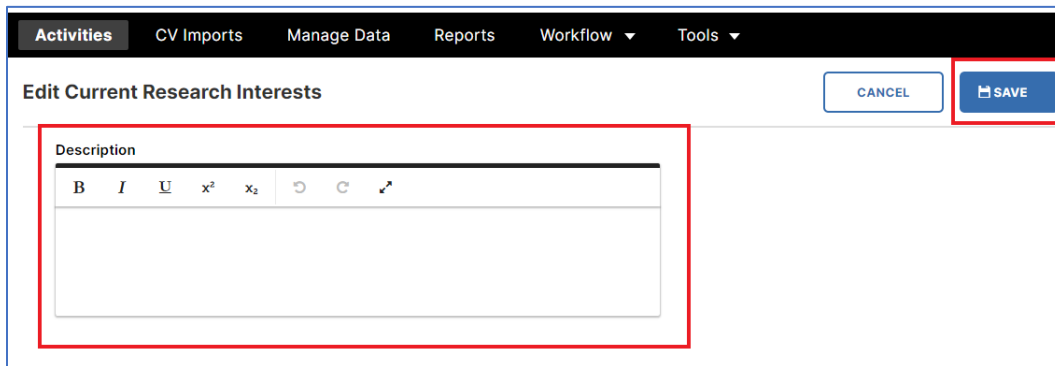 Activities CV Imports Manage Data Reports Workflow Tools
Edit Current Research Interests CANCEL SAVE
Description
B I U x² x₂